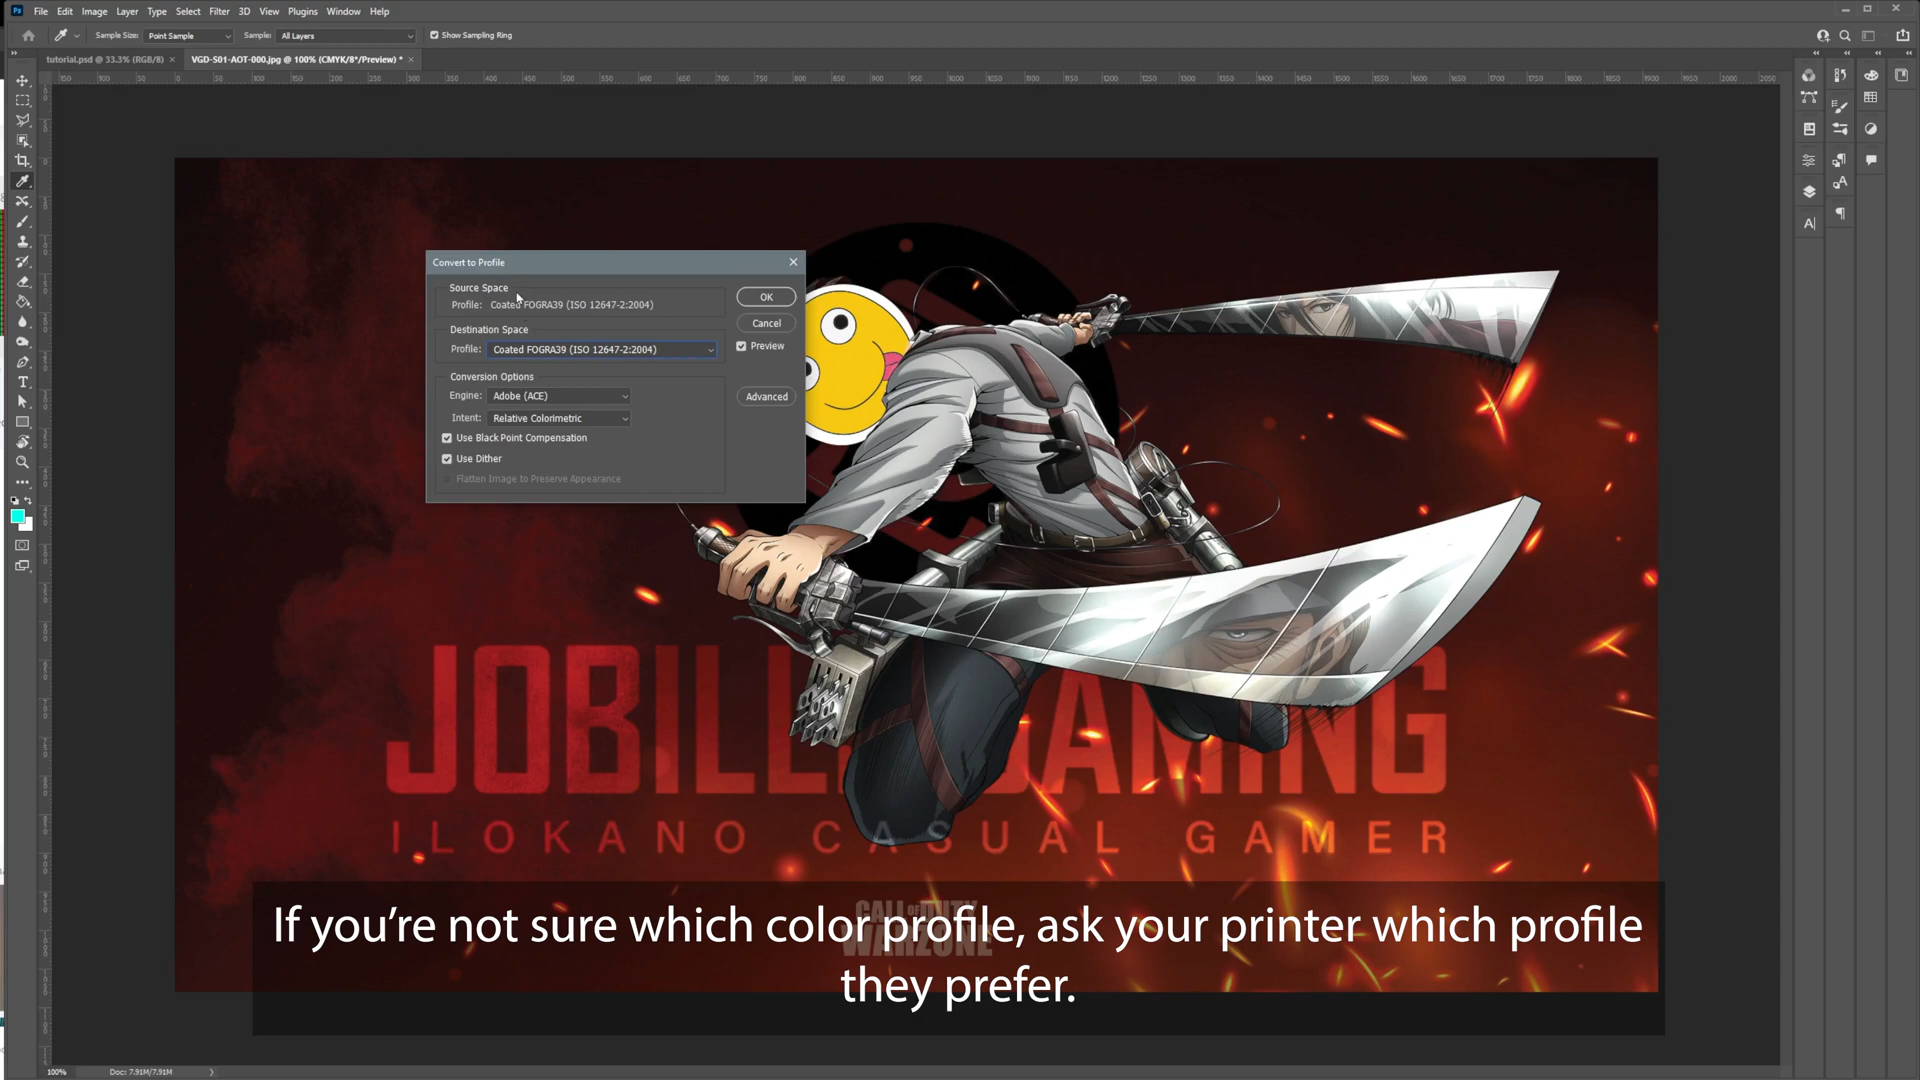 Ps File Edit Image Layer Type Select Filter 3D View Plugins Window Help
Sample Size: Point Sample Sample: All Layers Show Sampling Ring
tutorial.psd @ 33.3% (RGB/8) × VGD-S01-AOT-000.jpg @ 100% (CMYK/8*/Preview) * ×
Convert to Profile
Source Space
Profile: Coated FOGRA39 (ISO 12647-2:2004)
OK
Cancel
Destination Space
Profile: Coated FOGRA39 (ISO 12647-2:2004)
Preview
Conversion Options
Engine: Adobe (ACE)
Advanced
Intent: Relative Colorimetric
Use Black Point Compensation
Use Dither
Flatten Image to Preserve Appearance
JOBILL GAMING
ILOKANO CASUAL GAMER
CALL OF DUTY
WARZONE
If you’re not sure which color profile, ask your printer which profile
they prefer.
100% Doc: 7.91M/7.91M